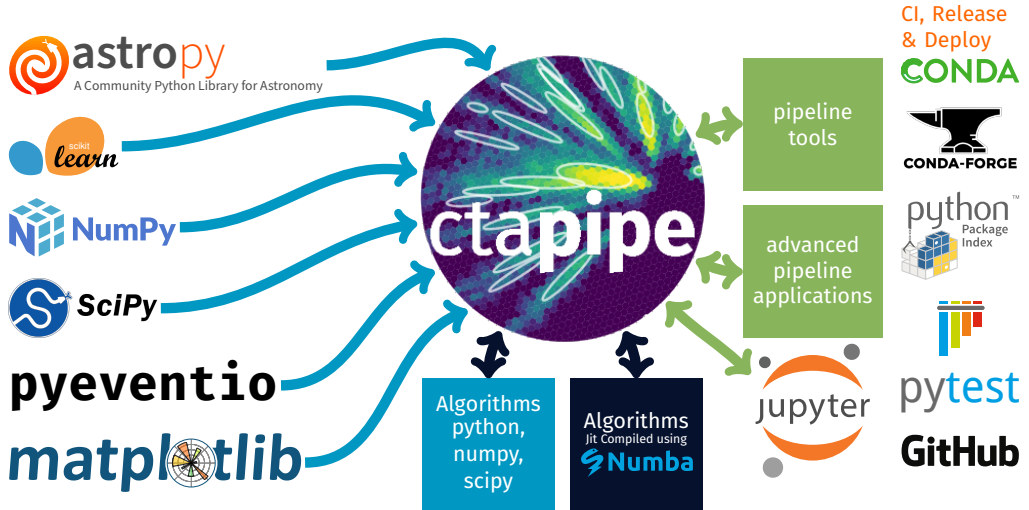 astropy
A Community Python Library for Astronomy
scikit
learn
NumPy
SciPy
pyeventio
matplotlib
ctapipe
Algorithms
python,
numpy,
scipy
Algorithms
Jit Compiled using
Numba
pipeline
tools
advanced
pipeline
applications
jupyter
CI, Release
& Deploy
CONDA
CONDA-FORGE
python™
Package
Index
pytest
GitHub